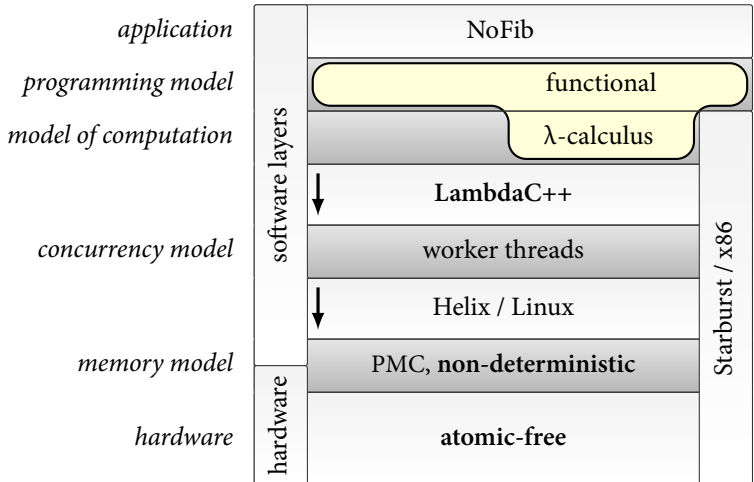 application
NoFib
programming model
functional
model of computation
λ-calculus
software layers
LambdaC++
concurrency model
worker threads
Starburst / x86
Helix / Linux
memory model
PMC, non-deterministic
hardware
hardware
atomic-free